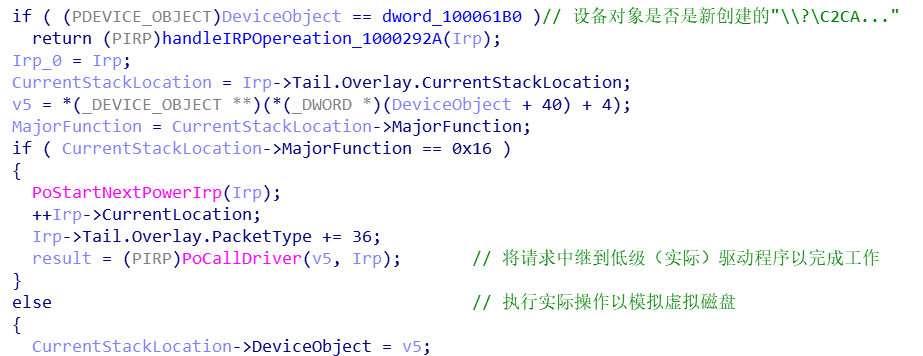 if ( (PDEVICE_OBJECT)DeviceObject == dword_100061B0 )// 设备对象是否是新创建的"\\?\C2CA..."
return (PIRP)handleIRPOpereation_1000292A(Irp);
Irp_0 = Irp;
CurrentStackLocation = Irp->Tail.Overlay.CurrentStackLocation;
v5 = *(_DEVICE_OBJECT **)(*(_DWORD *)(DeviceObject + 40) + 4);
MajorFunction = CurrentStackLocation->MajorFunction;
if ( CurrentStackLocation->MajorFunction == 0x16 )
{
PoStartNextPowerIrp(Irp);
++Irp->CurrentLocation;
Irp->Tail.Overlay.PacketType += 36;
result = (PIRP)PoCallDriver(v5, Irp); // 将请求中继到低级（实际）驱动程序以完成工作
}
else // 执行实际操作以模拟虚拟磁盘
{
CurrentStackLocation->DeviceObject = v5;